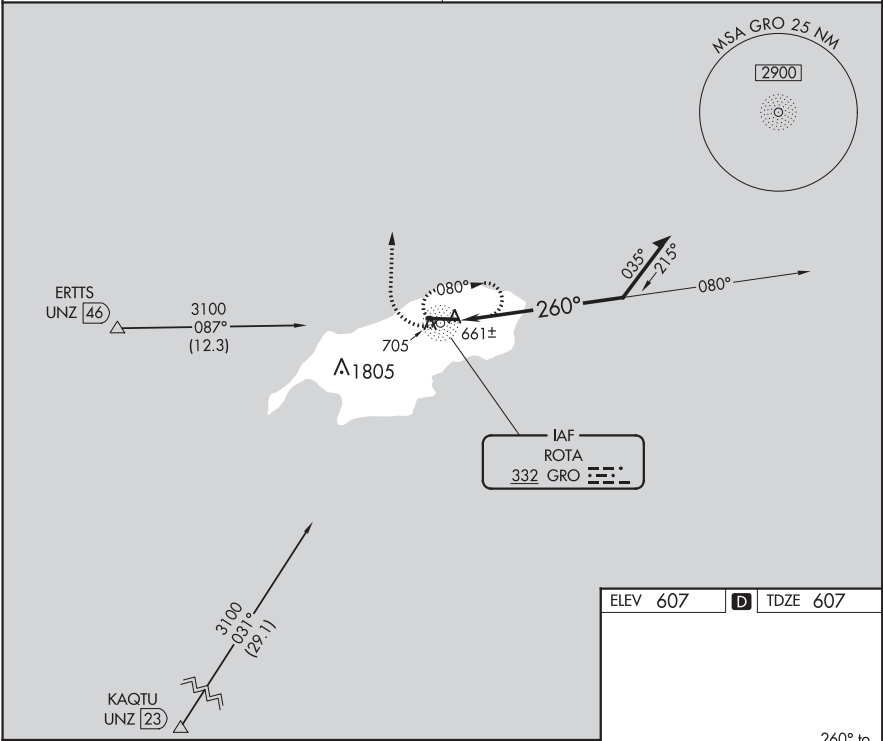 MSA GRO 25 NM
2900
035°
215°
080°
ERTTS
UNZ 46
3100
087°
(12.3)
080°
260°
661±
705
1805
IAF
ROTA
332 GRO
3100
031°
(29.1)
KAQTU
UNZ 23
ELEV 607 D TDZE 607
260° to